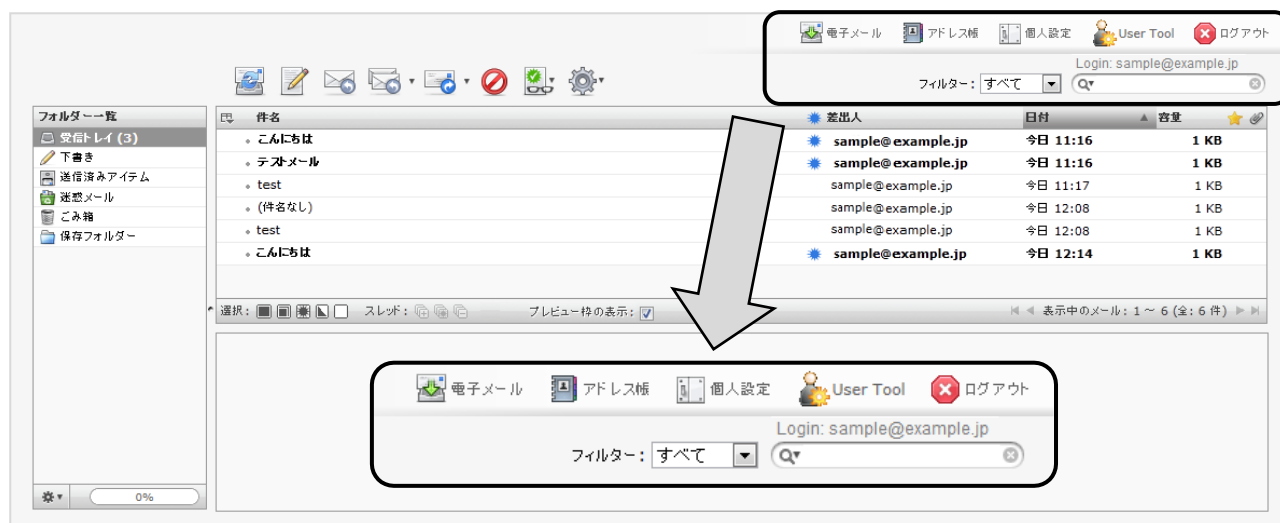 電子メール アドレス帳 個人設定 User Tool ログアウト
Login: sample@example.jp
フィルター: すべて
フォルダー一覧
受信トレイ (3)
下書き
送信済みアイテム
迷惑メール
ごみ箱
保存フォルダー
0%
件名 差出人 日付 容量
こんにちは sample@example.jp 今日 11:16 1 KB
テストメール sample@example.jp 今日 11:16 1 KB
test sample@example.jp 今日 11:17 1 KB
(件名なし) sample@example.jp 今日 12:08 1 KB
test sample@example.jp 今日 12:08 1 KB
こんにちは sample@example.jp 今日 12:14 1 KB
選択: スレッド: プレビュー枠の表示: 表示中のメール: 1 ~ 6 (全: 6 件)
電子メール アドレス帳 個人設定 User Tool ログアウト
Login: sample@example.jp
フィルター: すべて